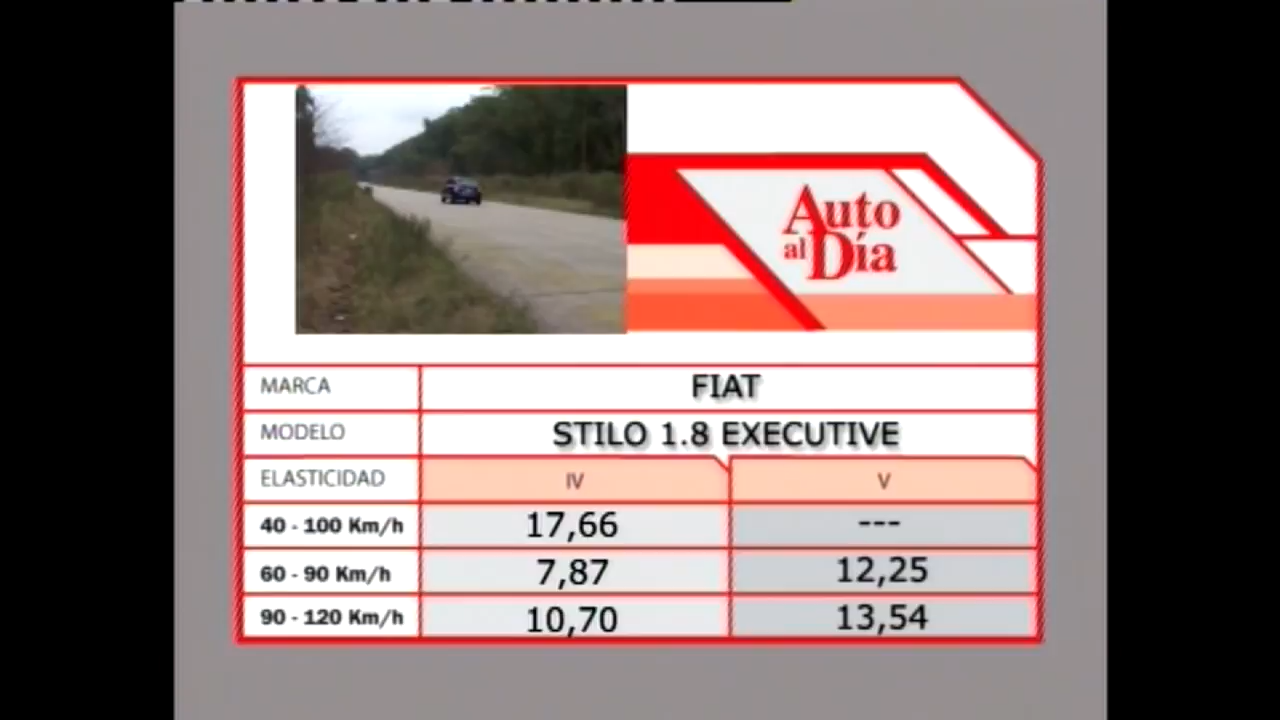 Auto
al Día
MARCA FIAT
MODELO STILO 1.8 EXECUTIVE
ELASTICIDAD IV V
40 - 100 Km/h 17,66 ---
60 - 90 Km/h 7,87 12,25
90 - 120 Km/h 10,70 13,54